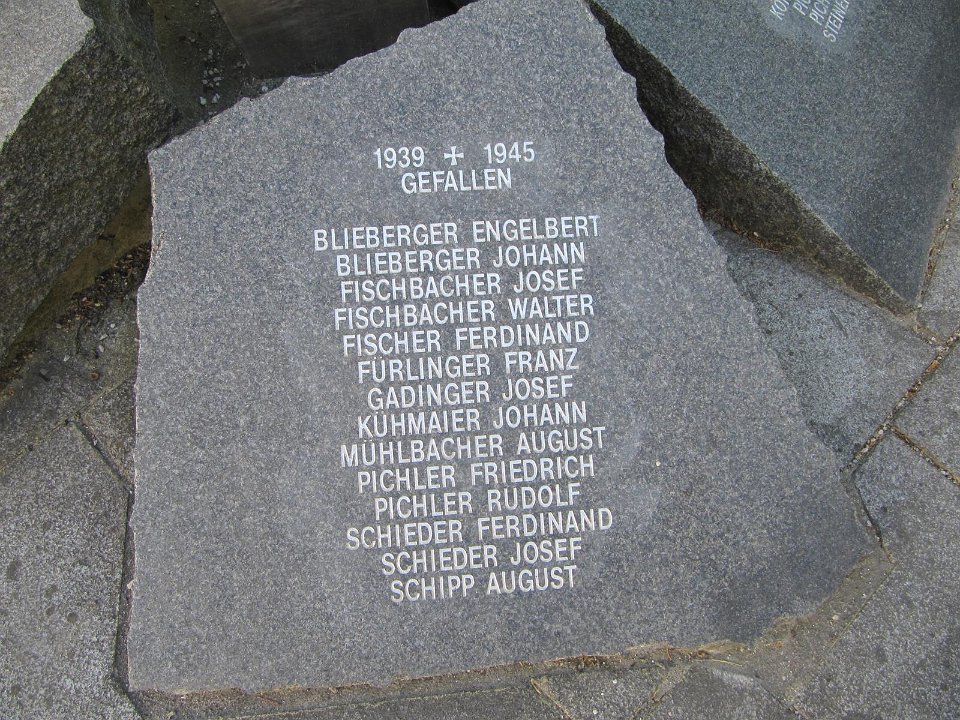 1939 ✠ 1945
GEFALLEN
BLIEBERGER ENGELBERT
BLIEBERGER JOHANN
FISCHBACHER JOSEF
FISCHBACHER WALTER
FISCHER FERDINAND
FÜRLINGER FRANZ
GADINGER JOSEF
KÜHMAIER JOHANN
MÜHLBACHER AUGUST
PICHLER FRIEDRICH
PICHLER RUDOLF
SCHIEDER FERDINAND
SCHIEDER JOSEF
SCHIPP AUGUST